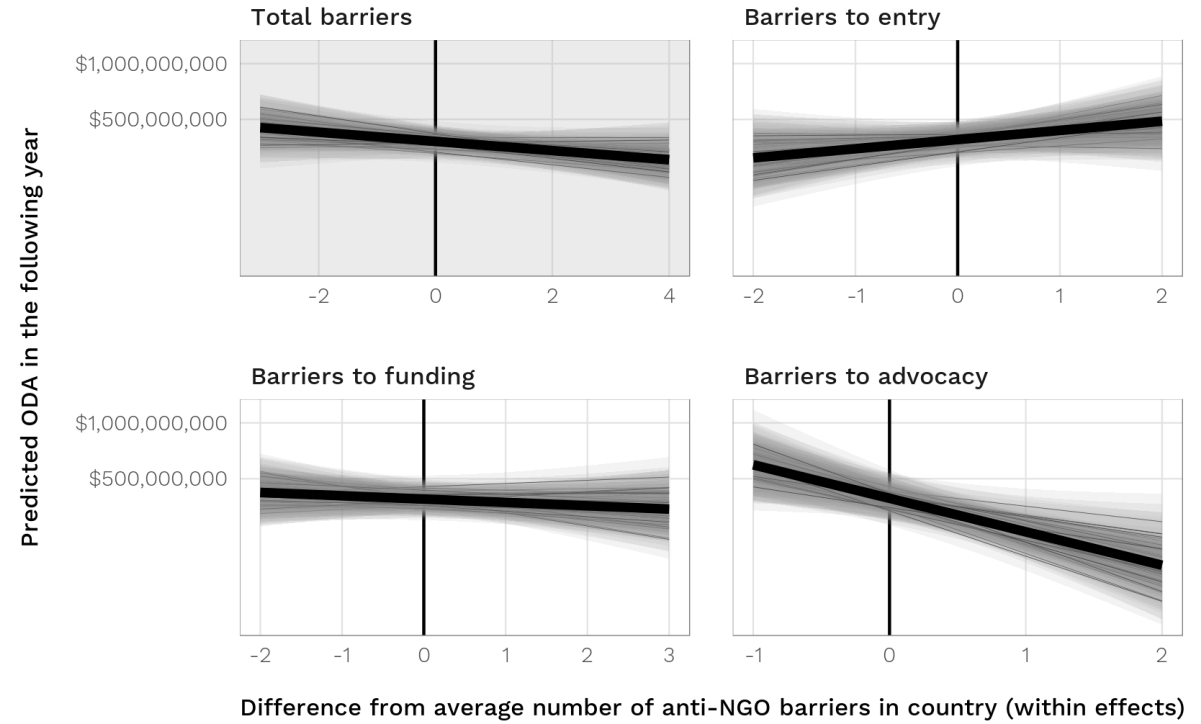 Total barriers
Barriers to entry
$1,000,000,000
$500,000,000
-2 0 2 4
-2 -1 0 1 2
Predicted ODA in the following year
Barriers to funding
Barriers to advocacy
$1,000,000,000
$500,000,000
-2 -1 0 1 2 3
-1 0 1 2
Difference from average number of anti-NGO barriers in country (within effects)